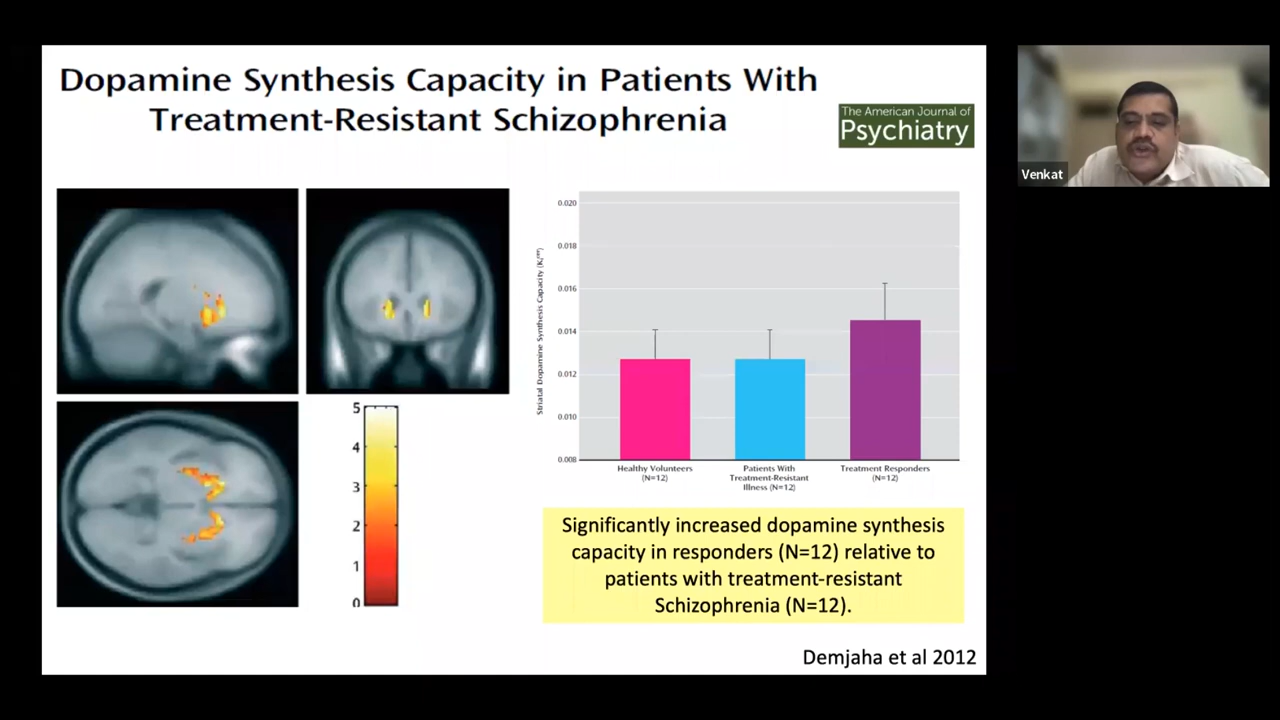 Dopamine Synthesis Capacity in Patients With
Treatment-Resistant Schizophrenia
The American Journal of
Psychiatry
Venkat
5
4
3
2
1
0
Striatal Dopamine Synthesis Capacity
0.020
0.018
0.016
0.014
0.012
0.010
0.008
Healthy Volunteers
(N=12)
Patients With
Treatment-Resistant
Illness (N=12)
Treatment Responders
(N=12)
Significantly increased dopamine synthesis
capacity in responders (N=12) relative to
patients with treatment-resistant
Schizophrenia (N=12).
Demjaha et al 2012